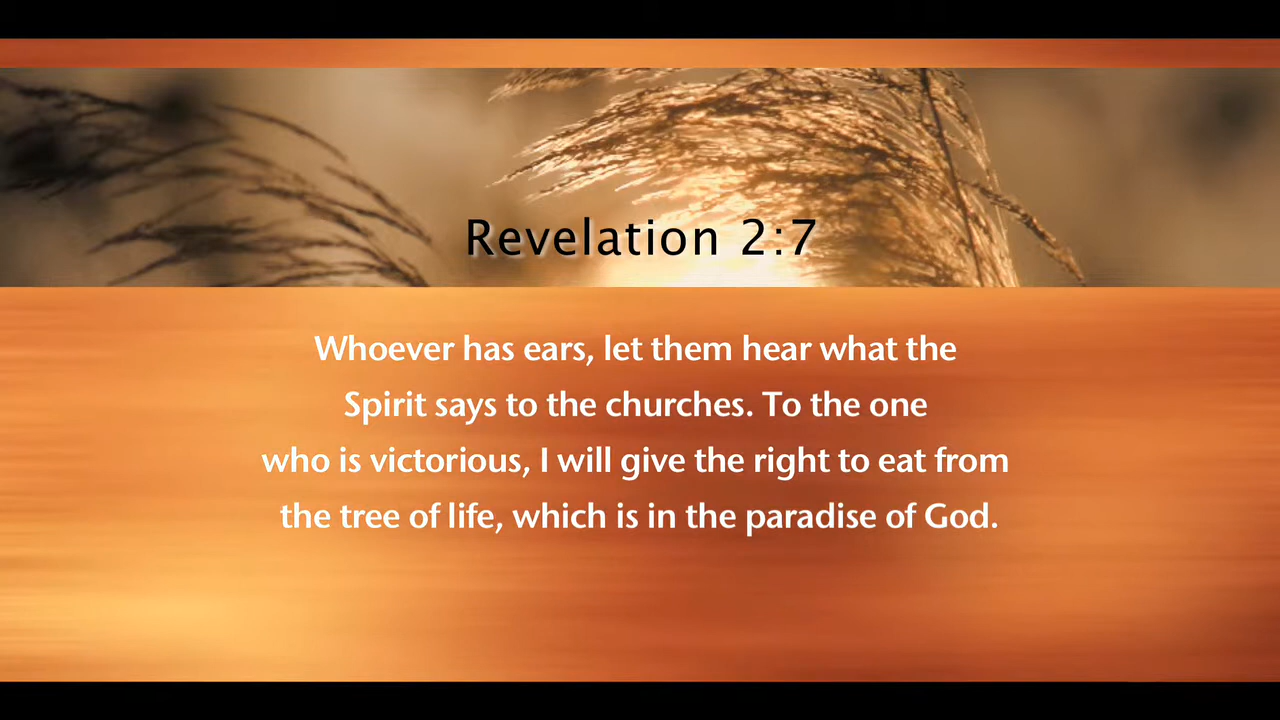 Revelation 2:7
Whoever has ears, let them hear what the
Spirit says to the churches. To the one
who is victorious, I will give the right to eat from
the tree of life, which is in the paradise of God.